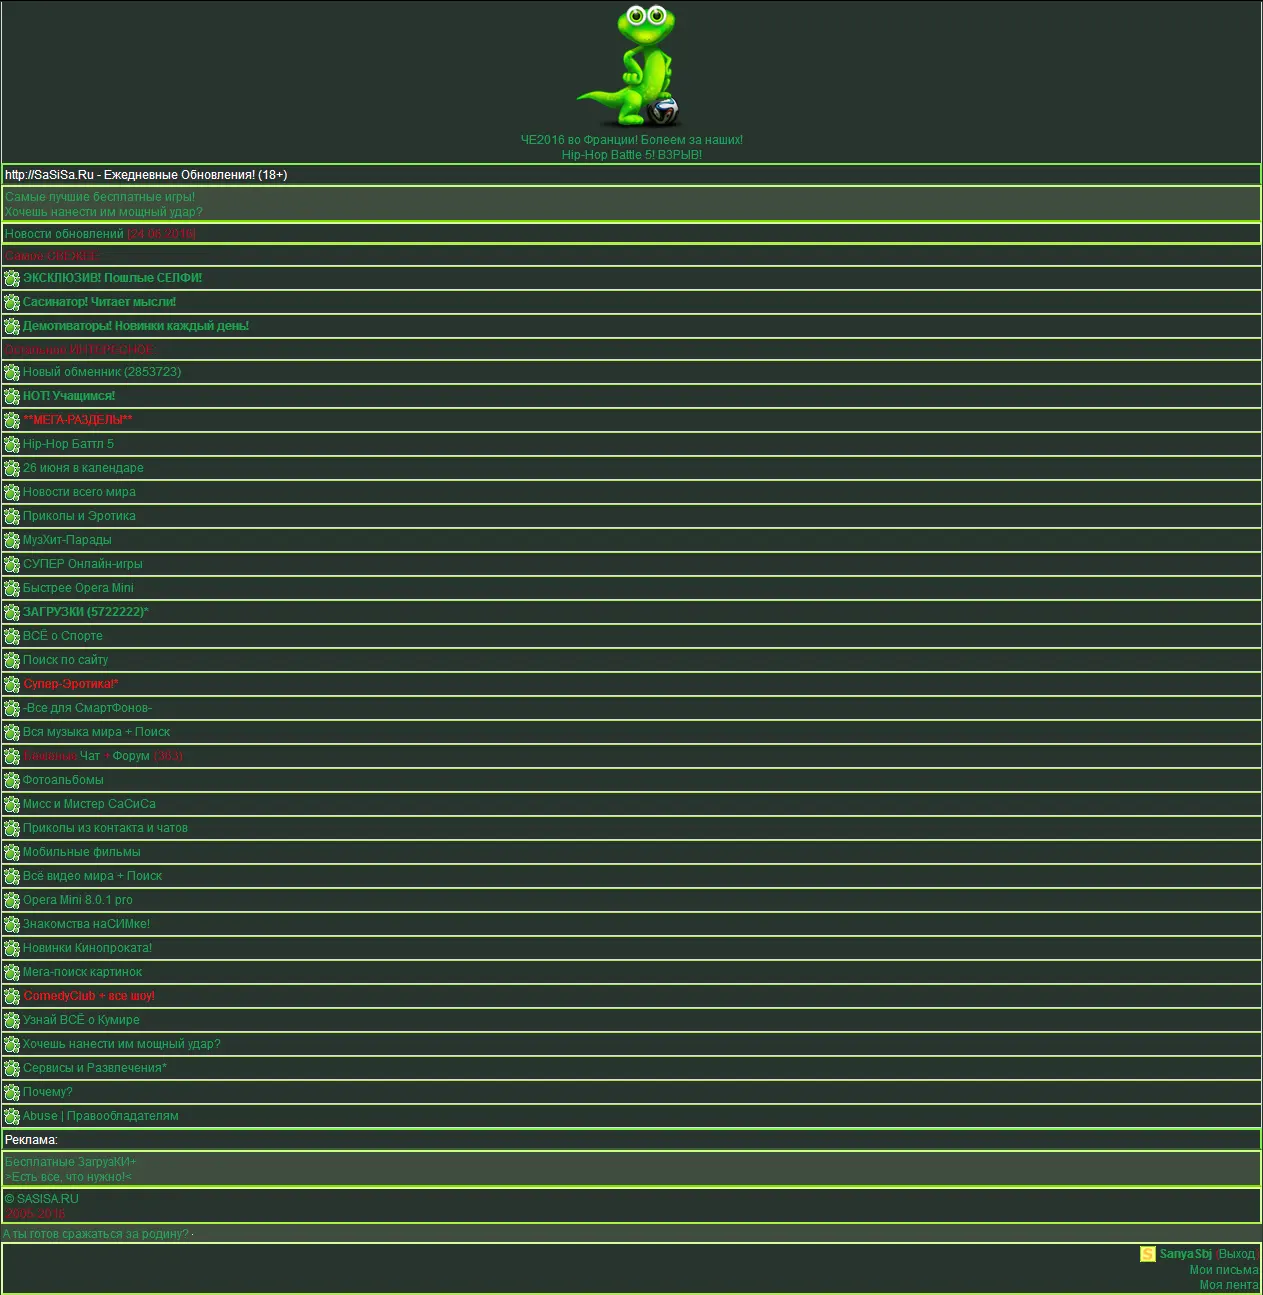 ЧЕ2016 во Франции! Болеем за наших!
Hip-Hop Battle 5! ВЗРЫВ!
http://SaSiSa.Ru - Ежедневные Обновления! (18+)
Самые лучшие бесплатные игры!
Хочешь нанести им мощный удар?
Новости обновлений [24.06.2016]
Самое СВЕЖЕЕ:
ЭКСКЛЮЗИВ! Пошлые СЕЛФИ!
Сасинатор! Читает мысли!
Демотиваторы! Новинки каждый день!
ИНТЕРЕСНОЕ:
Новый обменник (2853723)
НОТ! Учащимся!
**МЕГА-РАЗДЕЛЫ**
Hip-Hop Баттл 5
26 июня в календаре
Новости всего мира
Приколы и Эротика
МузХит-Парады
СУПЕР Онлайн-игры
Быстрее Opera Mini
ЗАГРУЗКИ (5722222)*
ВСЁ о Спорте
Поиск по сайту
Супер-Эротика!*
-Все для СмартФонов-
Вся музыка мира + Поиск
Чат + Форум (383)
Фотоальбомы
Мисс и Мистер СаСиСа
Приколы из контакта и чатов
Мобильные фильмы
Всё видео мира + Поиск
Opera Mini 8.0.1 pro
Знакомства наСИМке!
Новинки Кинопроката!
Мега-поиск картинок
ComedyClub + все шоу!
Узнай ВСЁ о Кумире
Хочешь нанести им мощный удар?
Сервисы и Развлечения*
Почему?
Abuse | Правообладателям
Реклама:
Бесплатные ЗагрузКИ+
>Есть все, что нужно!<
© SASISA.RU
2006-2016
А ты готов сражаться за родину? .
S SanyaSbj (Выход)
Мои письма
Моя лента